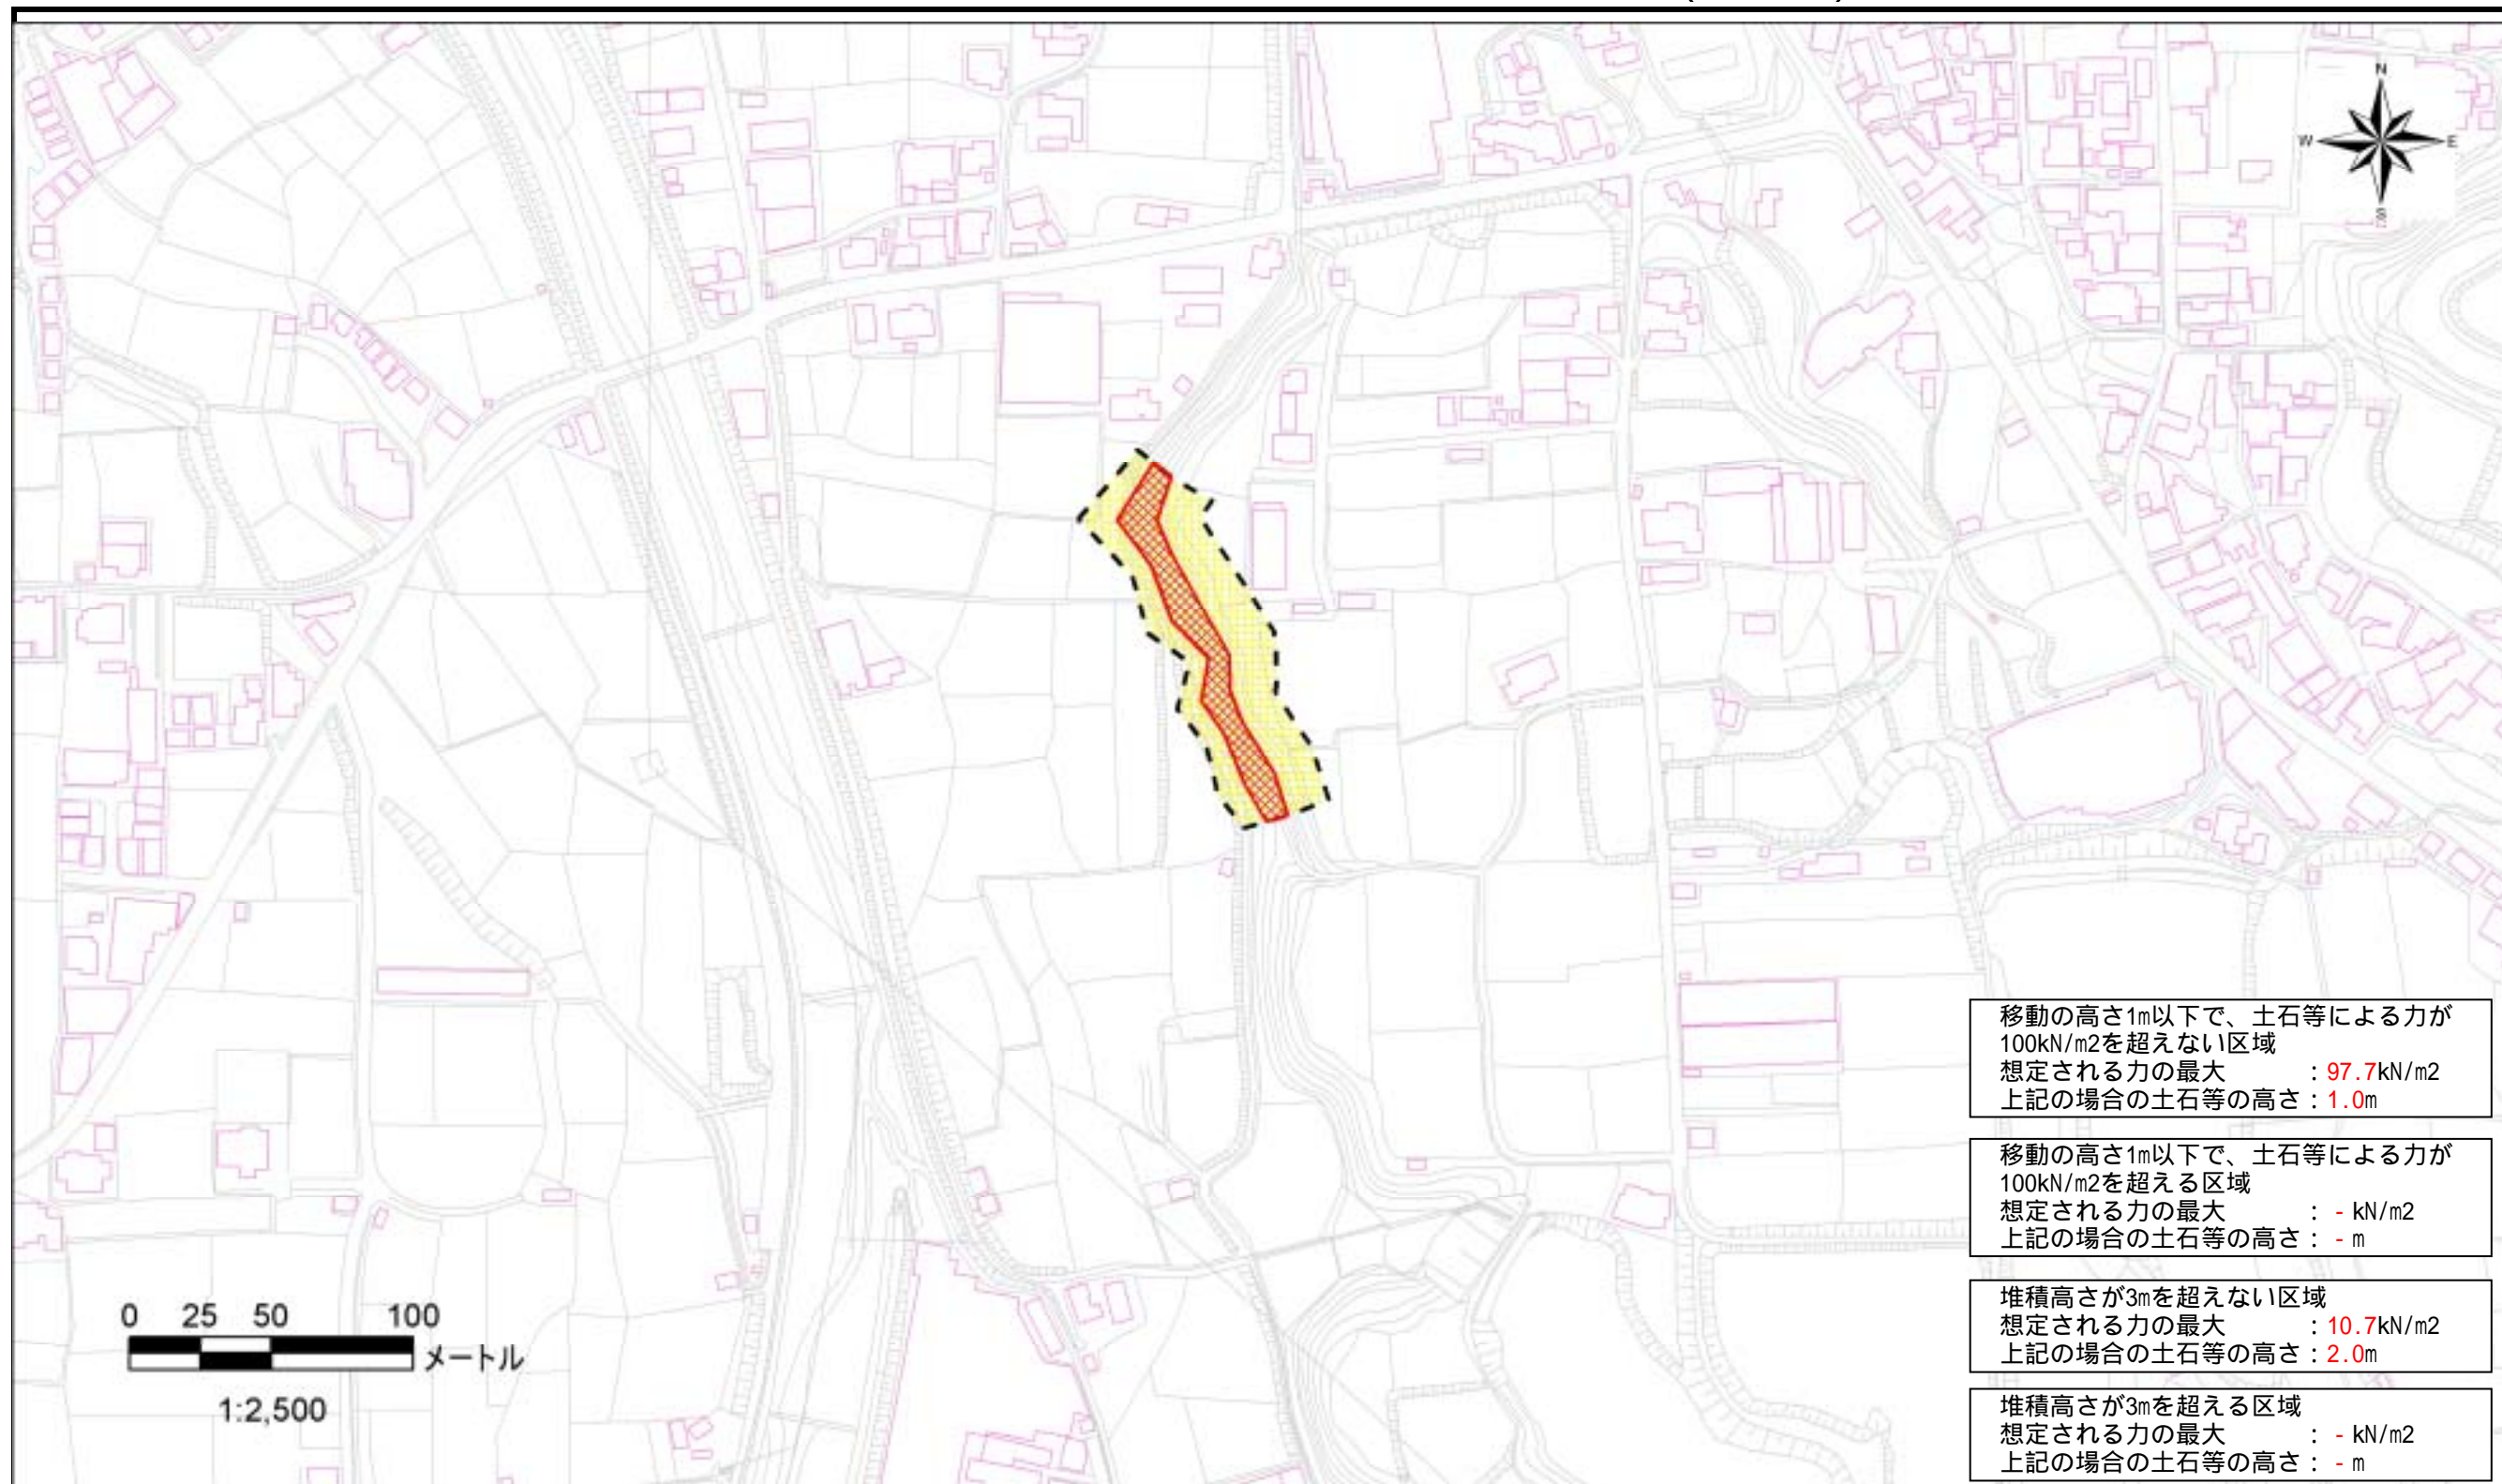 N
W
E
S
移動の高さ1m以下で、土石等による力が
100kN/m2を超えない区域
想定される力の最大 : 97.7kN/m2
上記の場合の土石等の高さ : 1.0m
移動の高さ1m以下で、土石等による力が
100kN/m2を超える区域
想定される力の最大 : - kN/m2
上記の場合の土石等の高さ : - m
堆積高さが3mを超えない区域
想定される力の最大 : 10.7kN/m2
上記の場合の土石等の高さ : 2.0m
堆積高さが3mを超える区域
想定される力の最大 : - kN/m2
上記の場合の土石等の高さ : - m
0 25 50 100
メートル
1:2,500